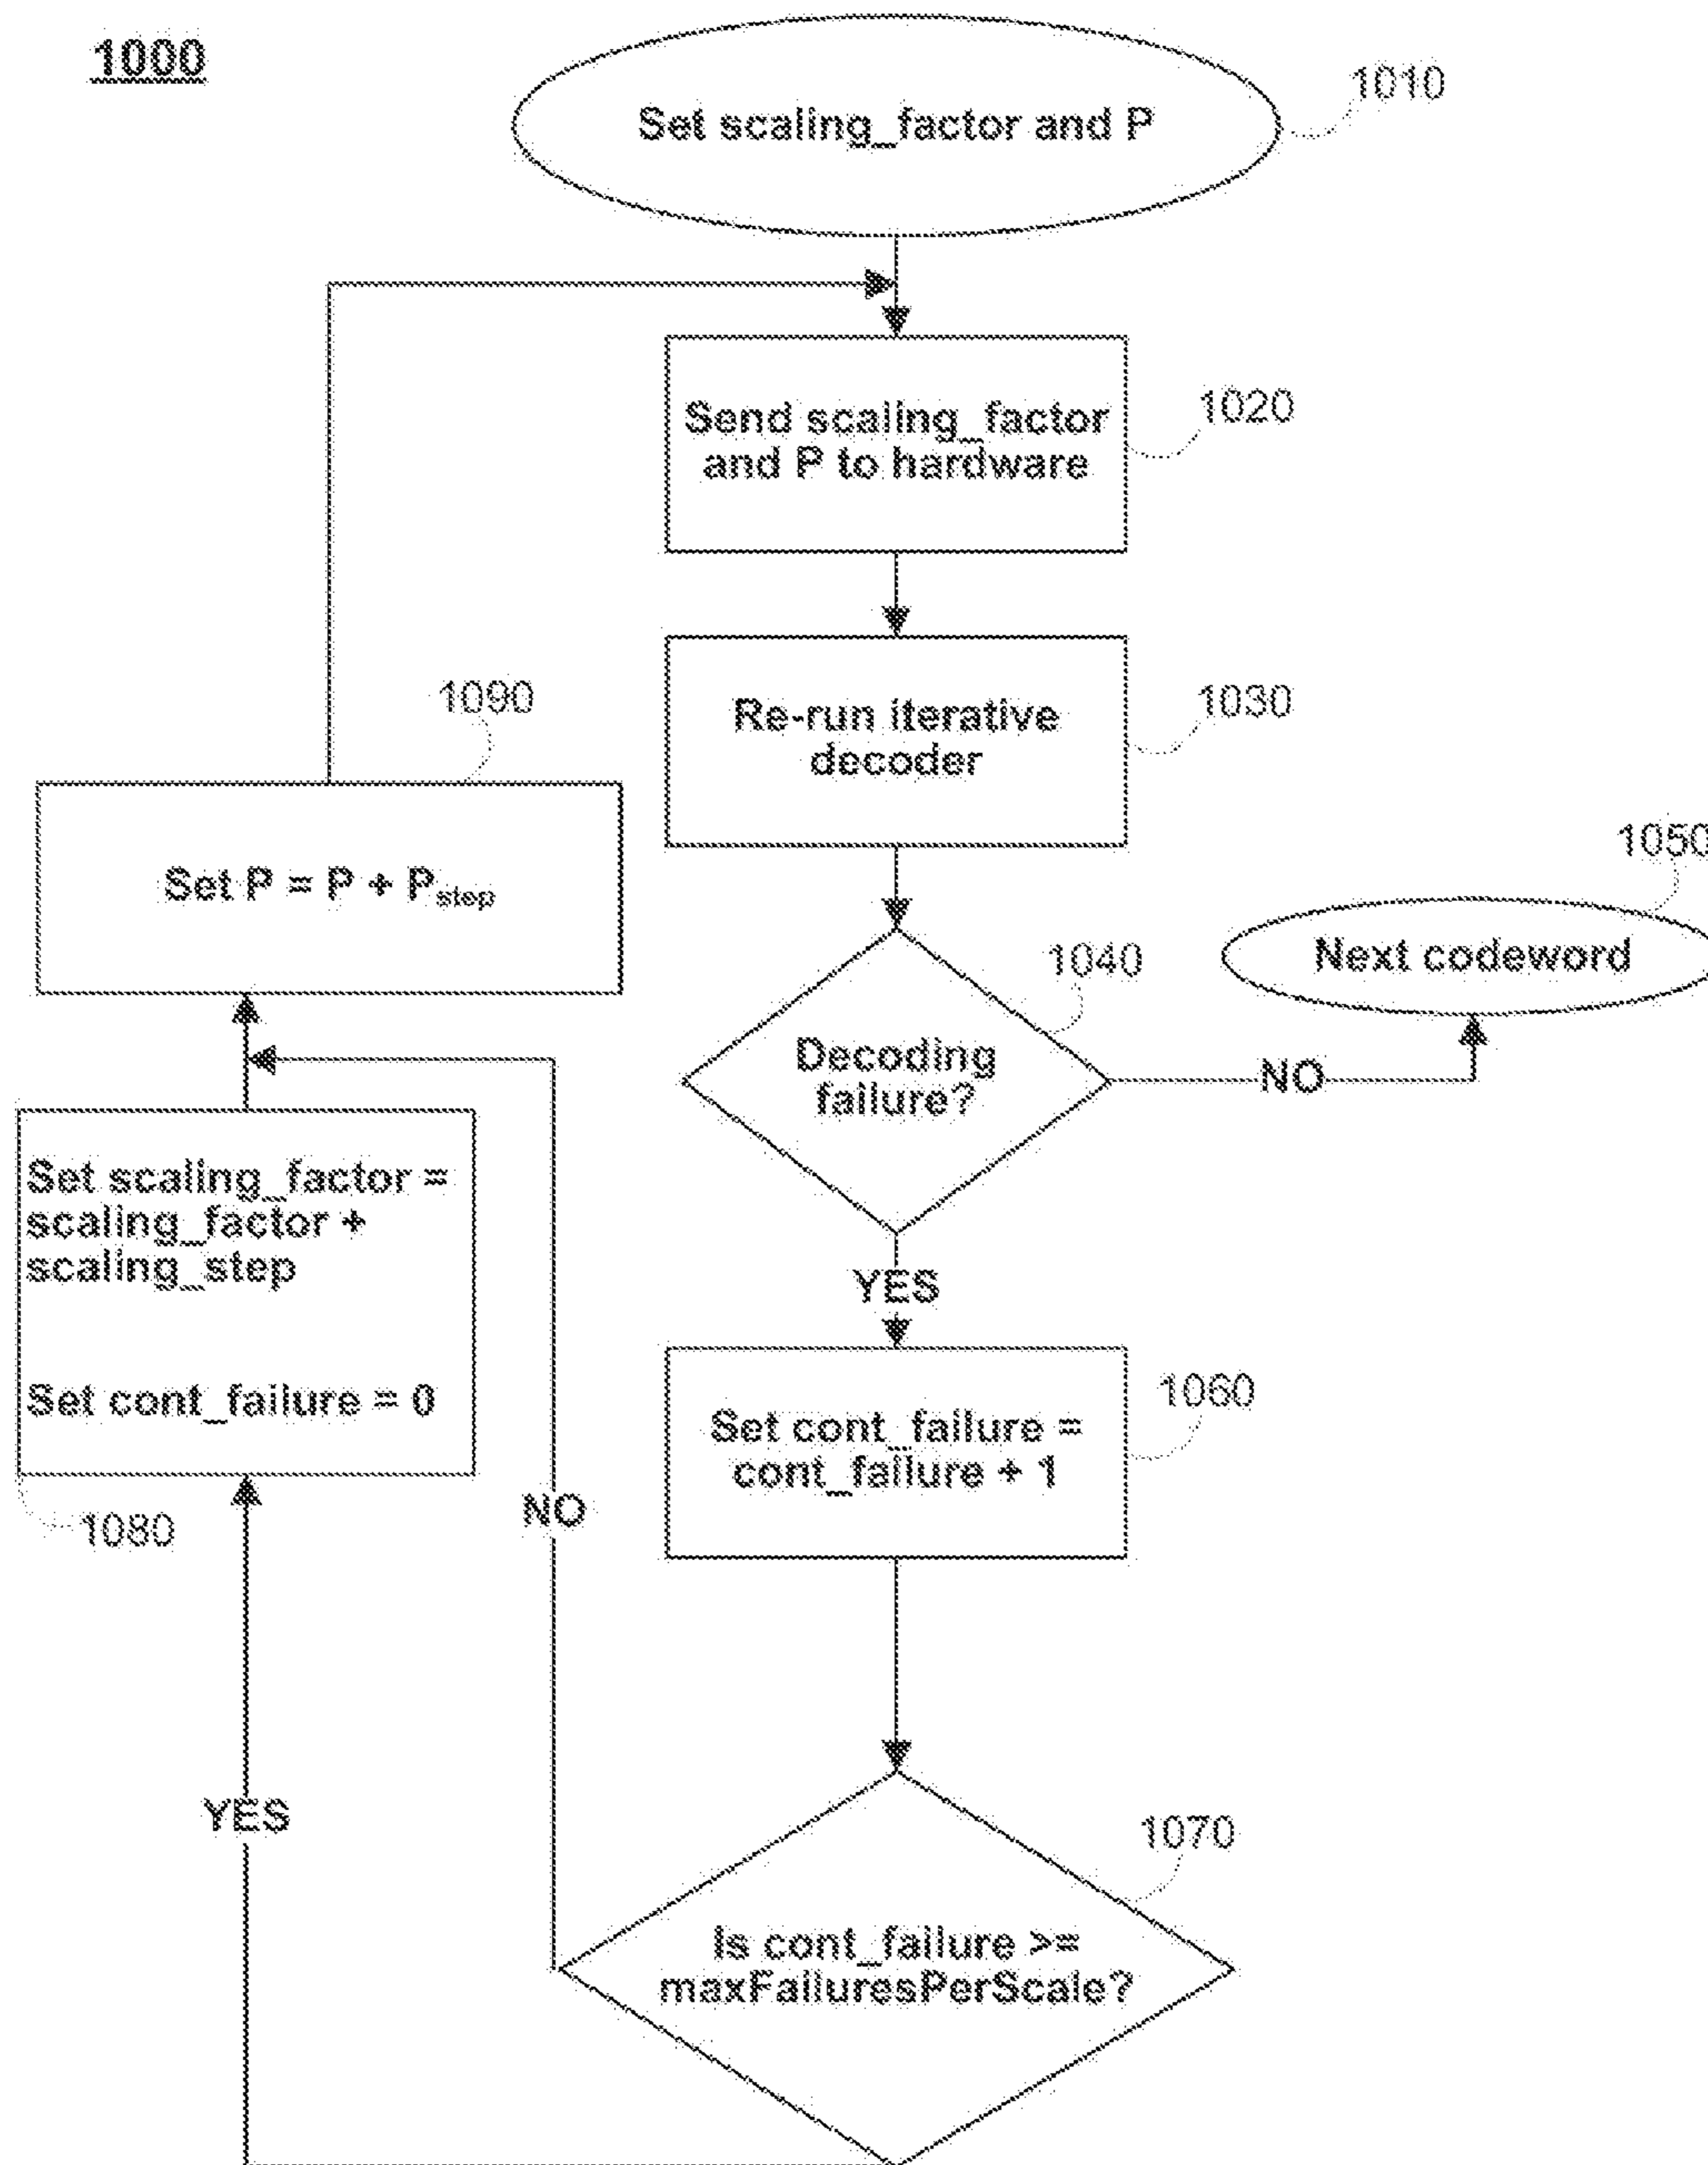 1000
Set scaling_factor and P
1010
Send scaling_factor
and P to hardware
1020
Re-run iterative
decoder
1030
1090
Set P = P + Pstep
1050
Next codeword
1040
Decoding
failure?
NO
YES
Set scaling_factor =
scaling_factor +
scaling_step
Set cont_failure = 0
1080
Set cont_failure =
cont_failure + 1
1060
NO
YES
1070
Is cont_failure >=
maxFailuresPerScale?